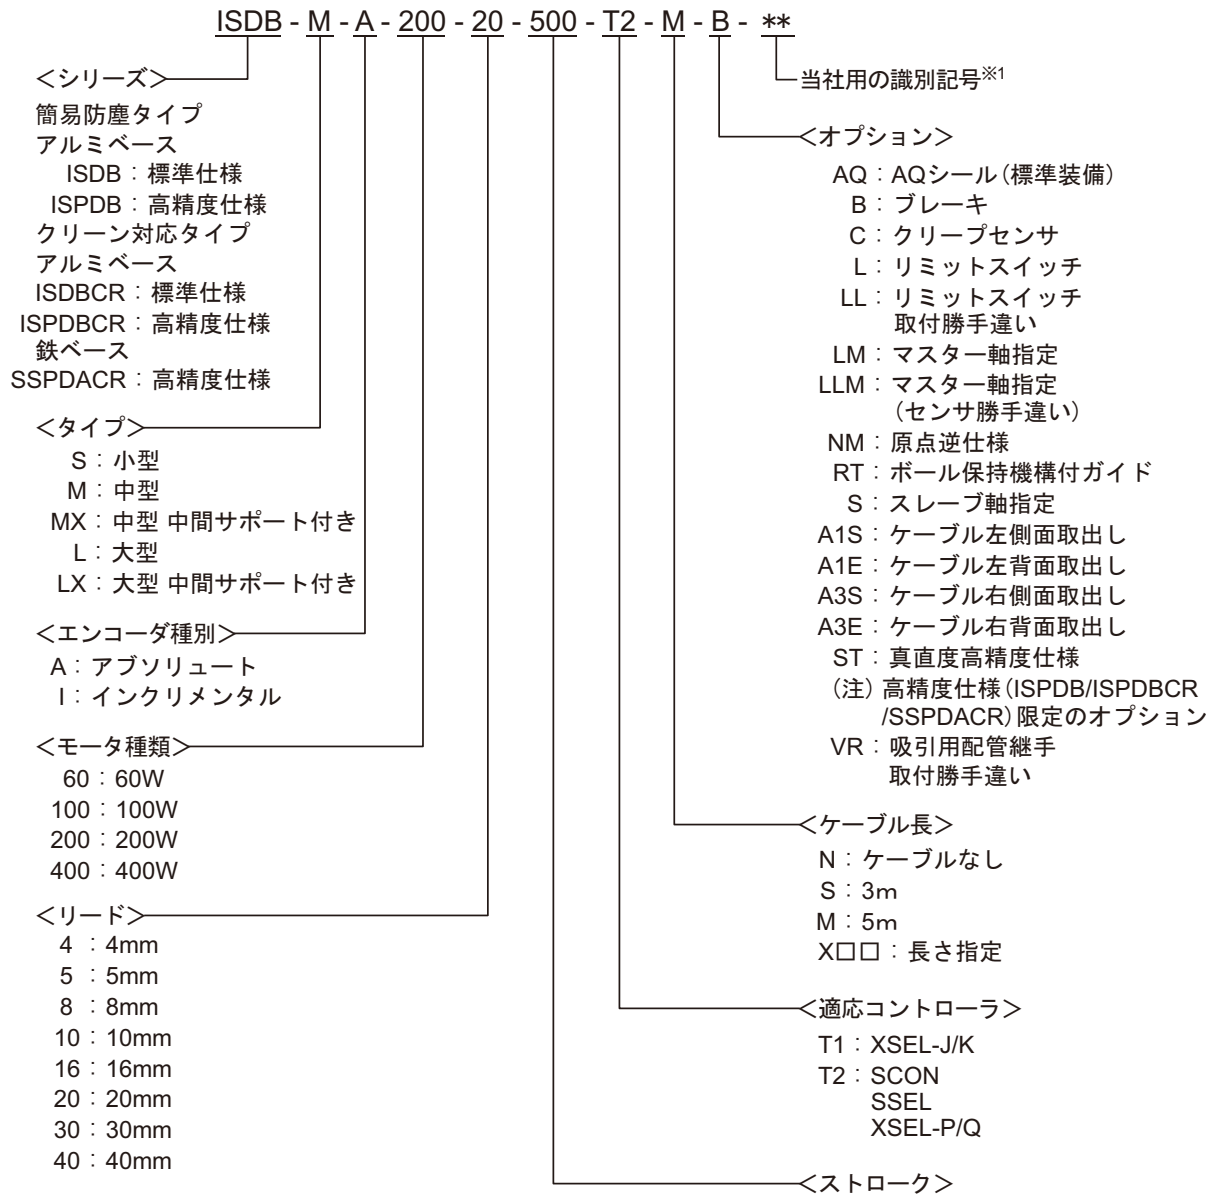 ISDB - M - A - 200 - 20 - 500 - T2 - M - B - **
<シリーズ>
簡易防塵タイプ
アルミベース
ISDB：標準仕様
ISPDB：高精度仕様
クリーン対応タイプ
アルミベース
ISDBCR：標準仕様
ISPDBCR：高精度仕様
鉄ベース
SSPDACR：高精度仕様
<タイプ>
S：小型
M：中型
MX：中型 中間サポート付き
L：大型
LX：大型 中間サポート付き
<エンコーダ種別>
A：アブソリュート
I：インクリメンタル
<モータ種類>
60：60W
100：100W
200：200W
400：400W
<リード>
4：4mm
5：5mm
8：8mm
10：10mm
16：16mm
20：20mm
30：30mm
40：40mm
当社用の識別記号※1
<オプション>
AQ：AQシール(標準装備)
B：ブレーキ
C：クリープセンサ
L：リミットスイッチ
LL：リミットスイッチ
取付勝手違い
LM：マスター軸指定
LLM：マスター軸指定
(センサ勝手違い)
NM：原点逆仕様
RT：ボール保持機構付ガイド
S：スレーブ軸指定
A1S：ケーブル左側面取出し
A1E：ケーブル左背面取出し
A3S：ケーブル右側面取出し
A3E：ケーブル右背面取出し
ST：真直度高精度仕様
(注) 高精度仕様(ISPDB/ISPDBCR
/SSPDACR)限定のオプション
VR：吸引用配管継手
取付勝手違い
<ケーブル長>
N：ケーブルなし
S：3m
M：5m
X□□：長さ指定
<適応コントローラ>
T1：XSEL-J/K
T2：SCON
SSEL
XSEL-P/Q
<ストローク>